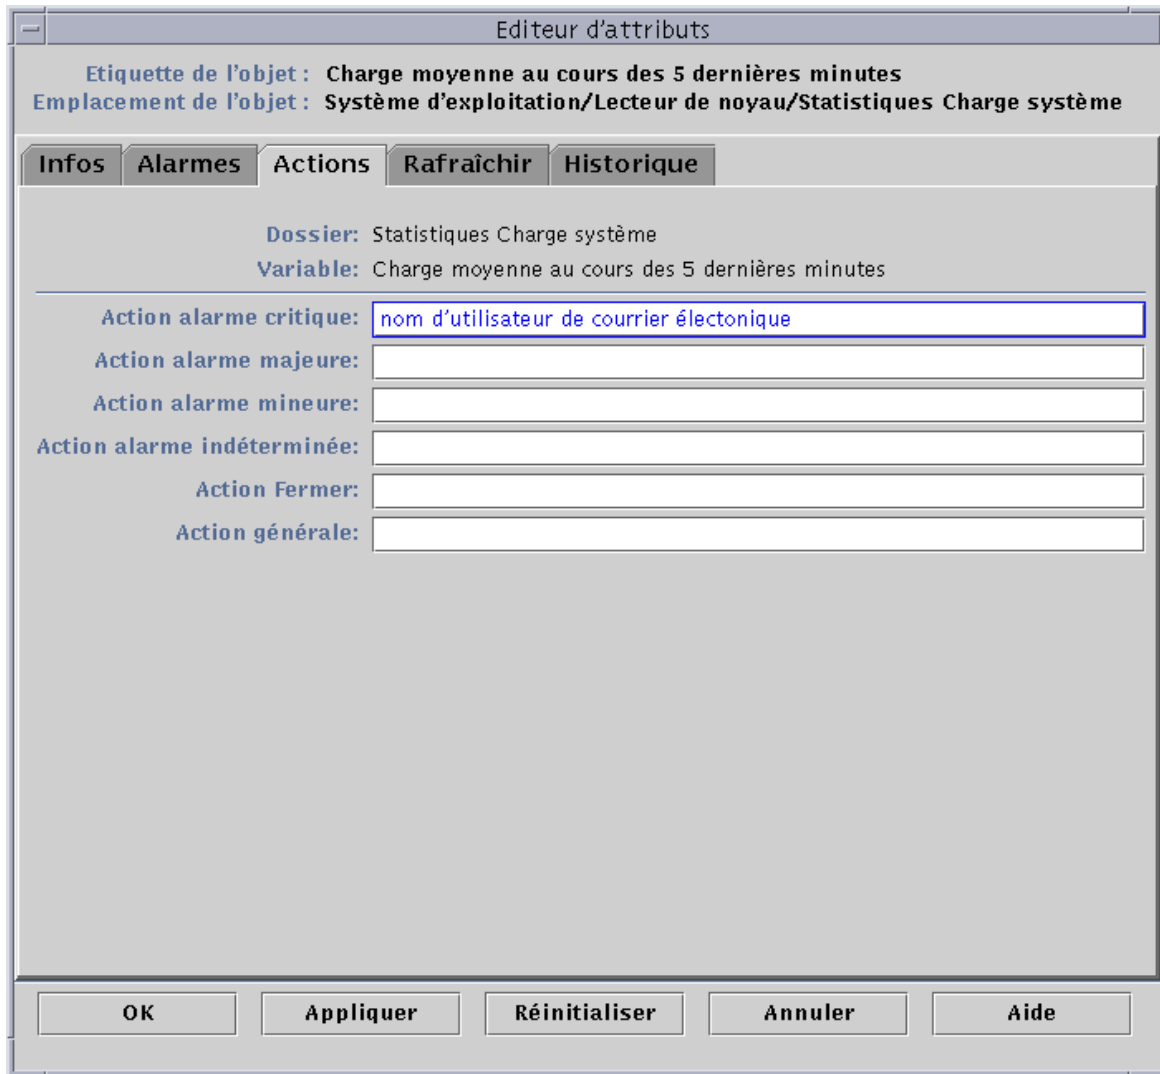 Editeur d'attributs
Etiquette de l'objet : Charge moyenne au cours des 5 dernières minutes
Emplacement de l'objet : Système d'exploitation/Lecteur de noyau/Statistiques Charge système
Infos Alarmes Actions Rafraîchir Historique
Dossier: Statistiques Charge système
Variable: Charge moyenne au cours des 5 dernières minutes
Action alarme critique: nom d'utilisateur de courrier électonique
Action alarme majeure:
Action alarme mineure:
Action alarme indéterminée:
Action Fermer:
Action générale:
OK Appliquer Réinitialiser Annuler Aide